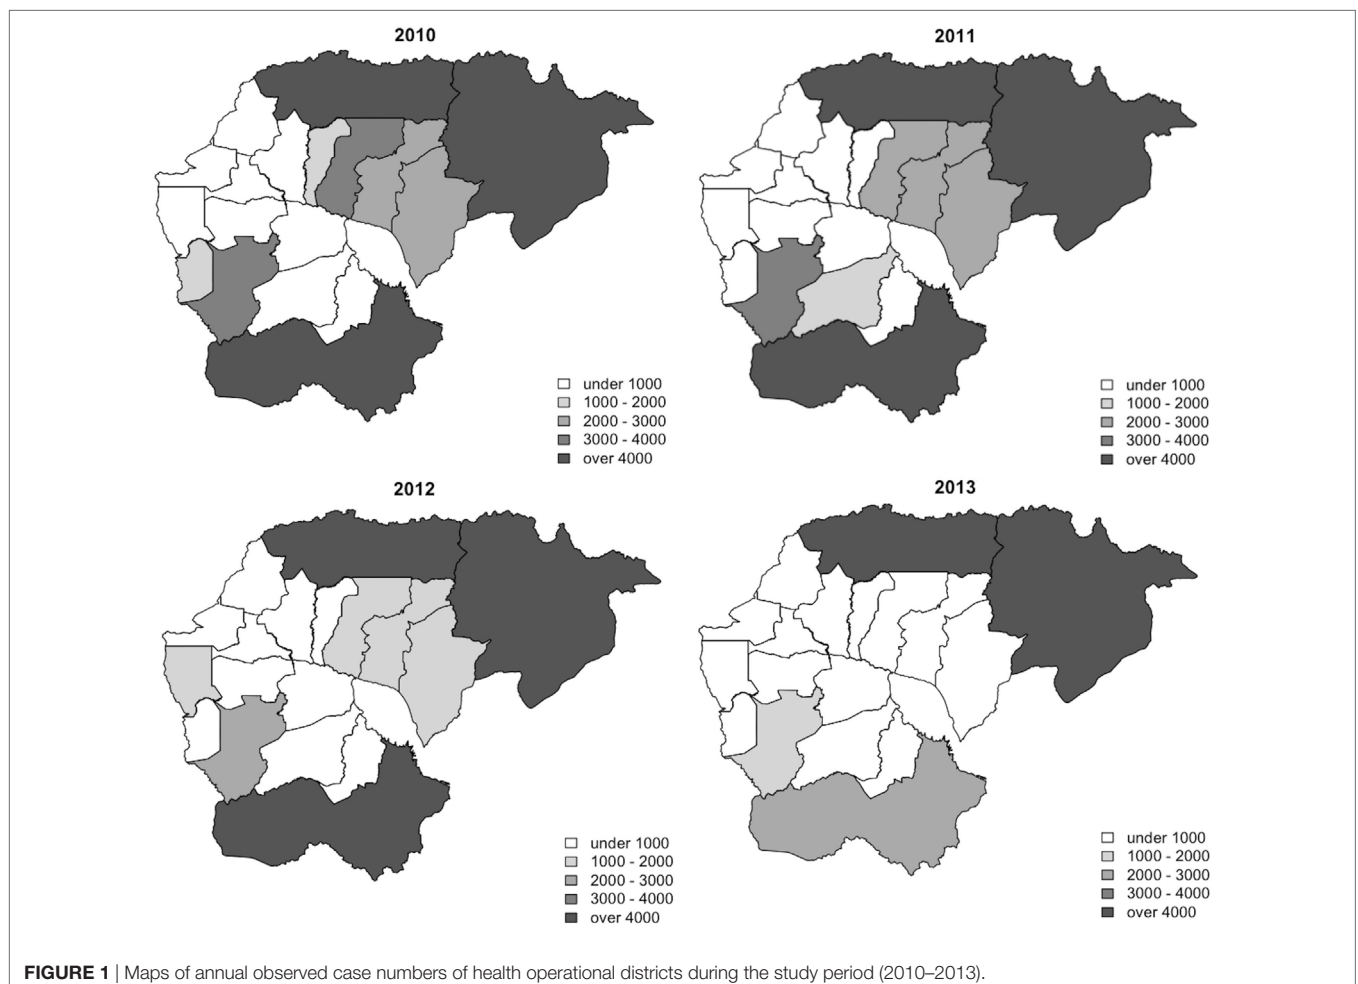 2010
under 1000
1000 - 2000
2000 - 3000
3000 - 4000
over 4000
2011
under 1000
1000 - 2000
2000 - 3000
3000 - 4000
over 4000
2012
under 1000
1000 - 2000
2000 - 3000
3000 - 4000
over 4000
2013
under 1000
1000 - 2000
2000 - 3000
3000 - 4000
over 4000
FIGURE 1 | Maps of annual observed case numbers of health operational districts during the study period (2010–2013).